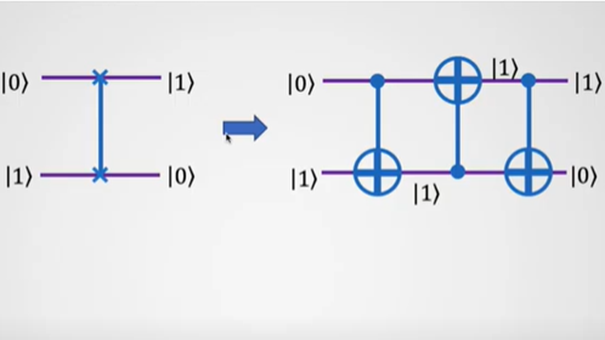 |0⟩ |1⟩ |0⟩ |1⟩ |1⟩
|1⟩ |0⟩ |1⟩ |1⟩ |0⟩